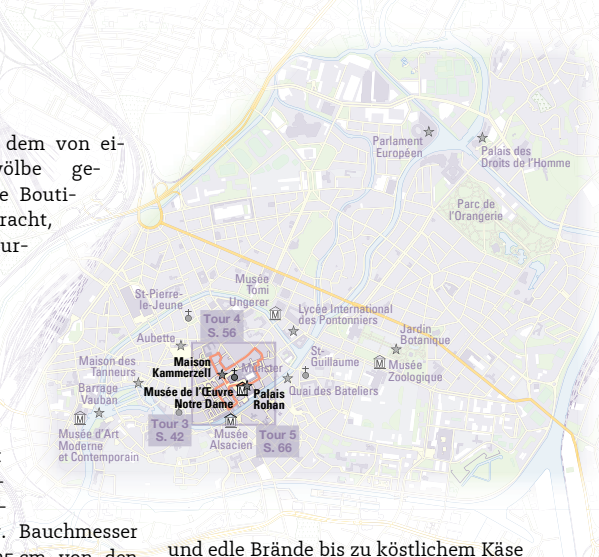 dem von ei-
völbe ge-
e Bouti-
racht,
ur-
Parlament
Européen
Palais des
Droits de l'Homme
Parc de
l'Orangerie
Musée
Tomi
Ungerer
St-Pierre-
le-Jeune
Lycée International
des Pontonniers
Tour 4
S. 56
Aubette
Jardin
Botanique
St-
Guillaume
Maison des
Tanneurs
Maison
Kammerzell
Münster
Musée
Zoologique
Barrage
Vauban
Musée de l'Œuvre
Notre Dame
Palais
Rohan
Quai des Bateliers
Tour 3
S. 42
Musée d'Art
Moderne
et Contemporain
Musée
Alsacien
Tour 5
S. 66
. Bauchmesser
cm von den
und edle Brände bis zu köstlichem Käse